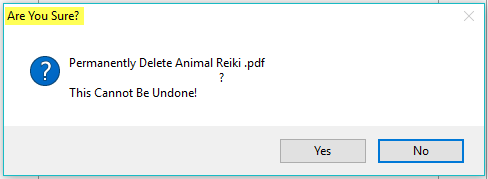 Are You Sure?
Permanently Delete Animal Reiki .pdf
?
This Cannot Be Undone!
Yes No